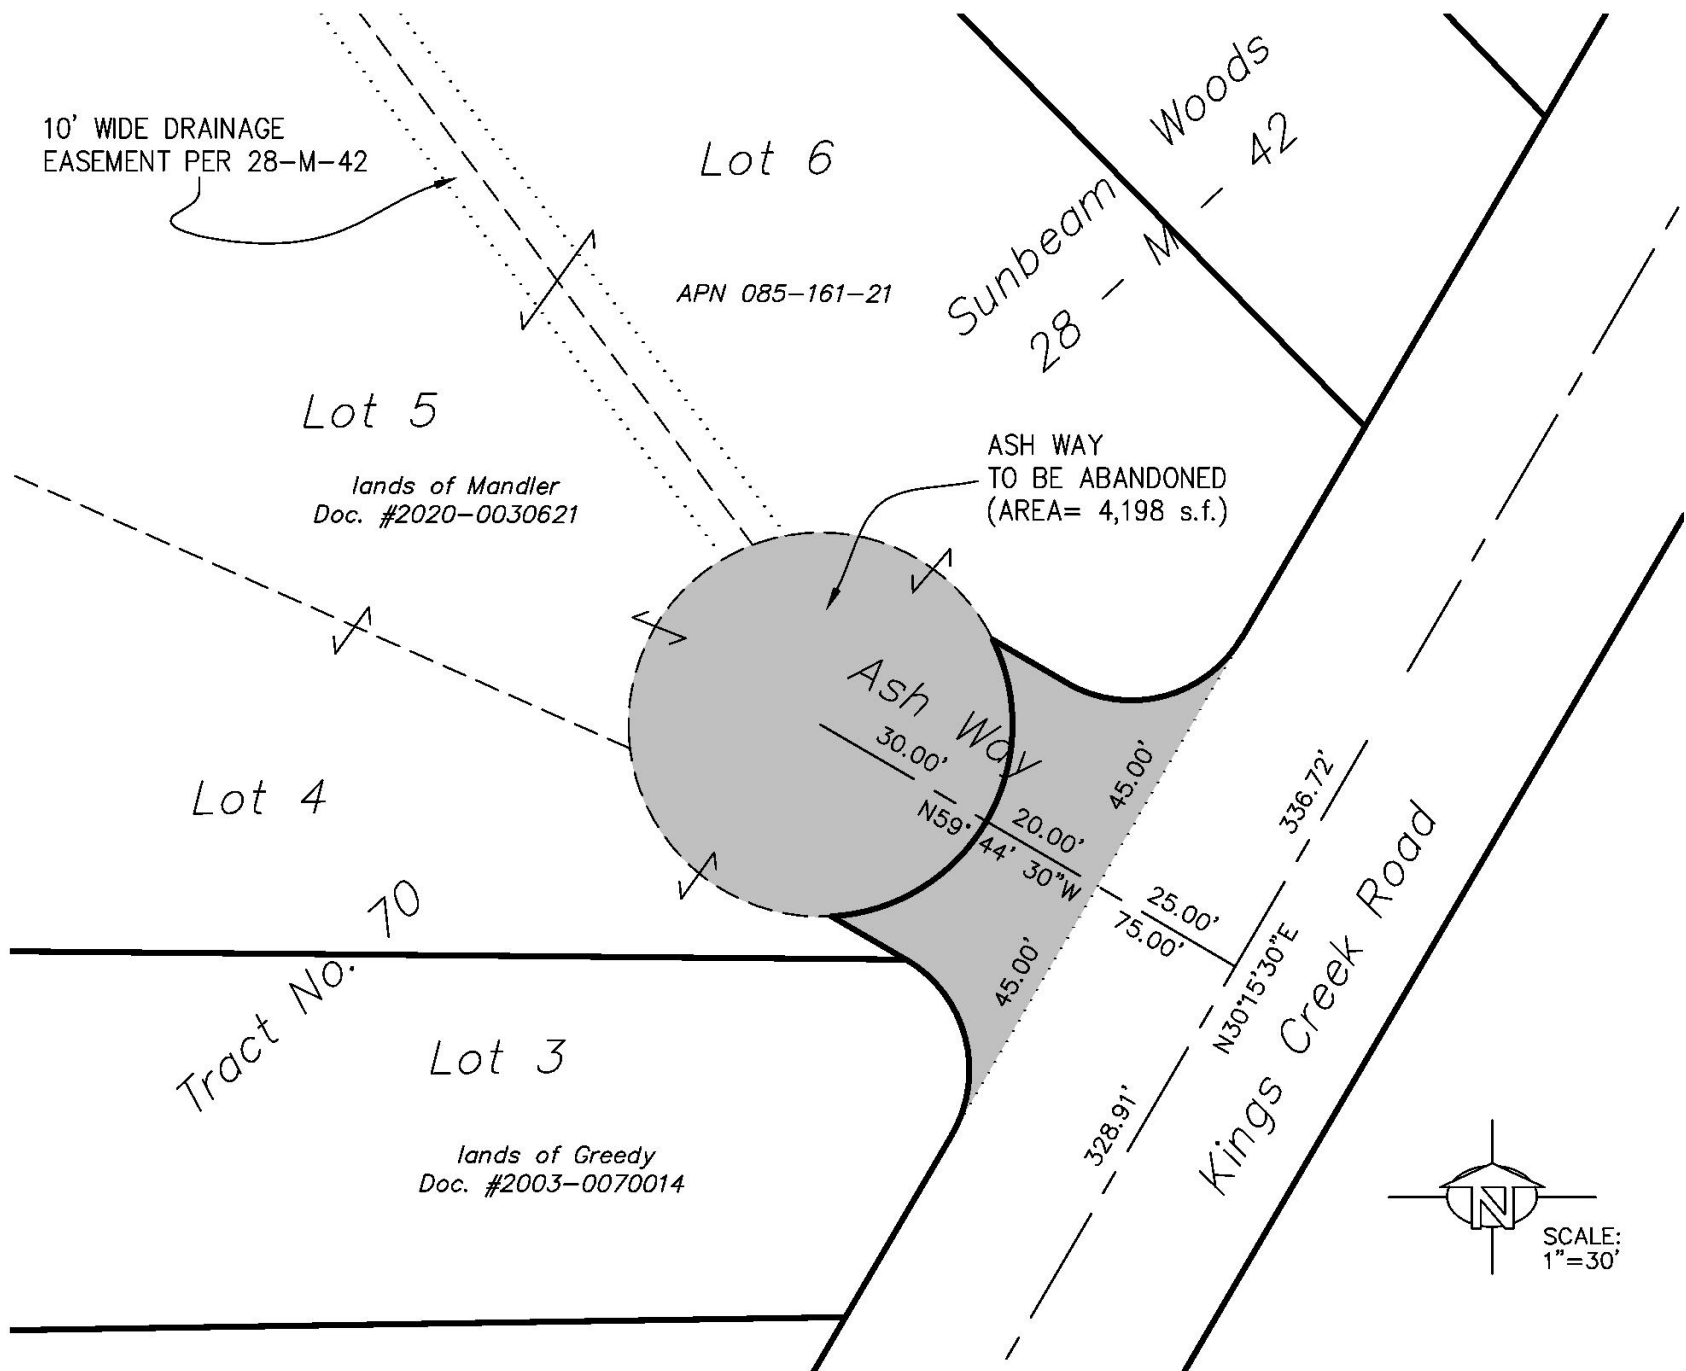 10' WIDE DRAINAGE
EASEMENT PER 28-M-42
Lot 6
APN 085-161-21
Sunbeam Woods
28 - M - 42
Lot 5
lands of Mandler
Doc. #2020-0030621
ASH WAY
TO BE ABANDONED
(AREA= 4,198 s.f.)
Ash Way
30.00'
N59° 44' 30"W
20.00'
45.00'
45.00'
25.00'
75.00'
336.72'
N30°15'30"E
328.91'
Kings Creek Road
Lot 4
Tract No. 70
Lot 3
lands of Greedy
Doc. #2003-0070014
N
SCALE:
1"=30'